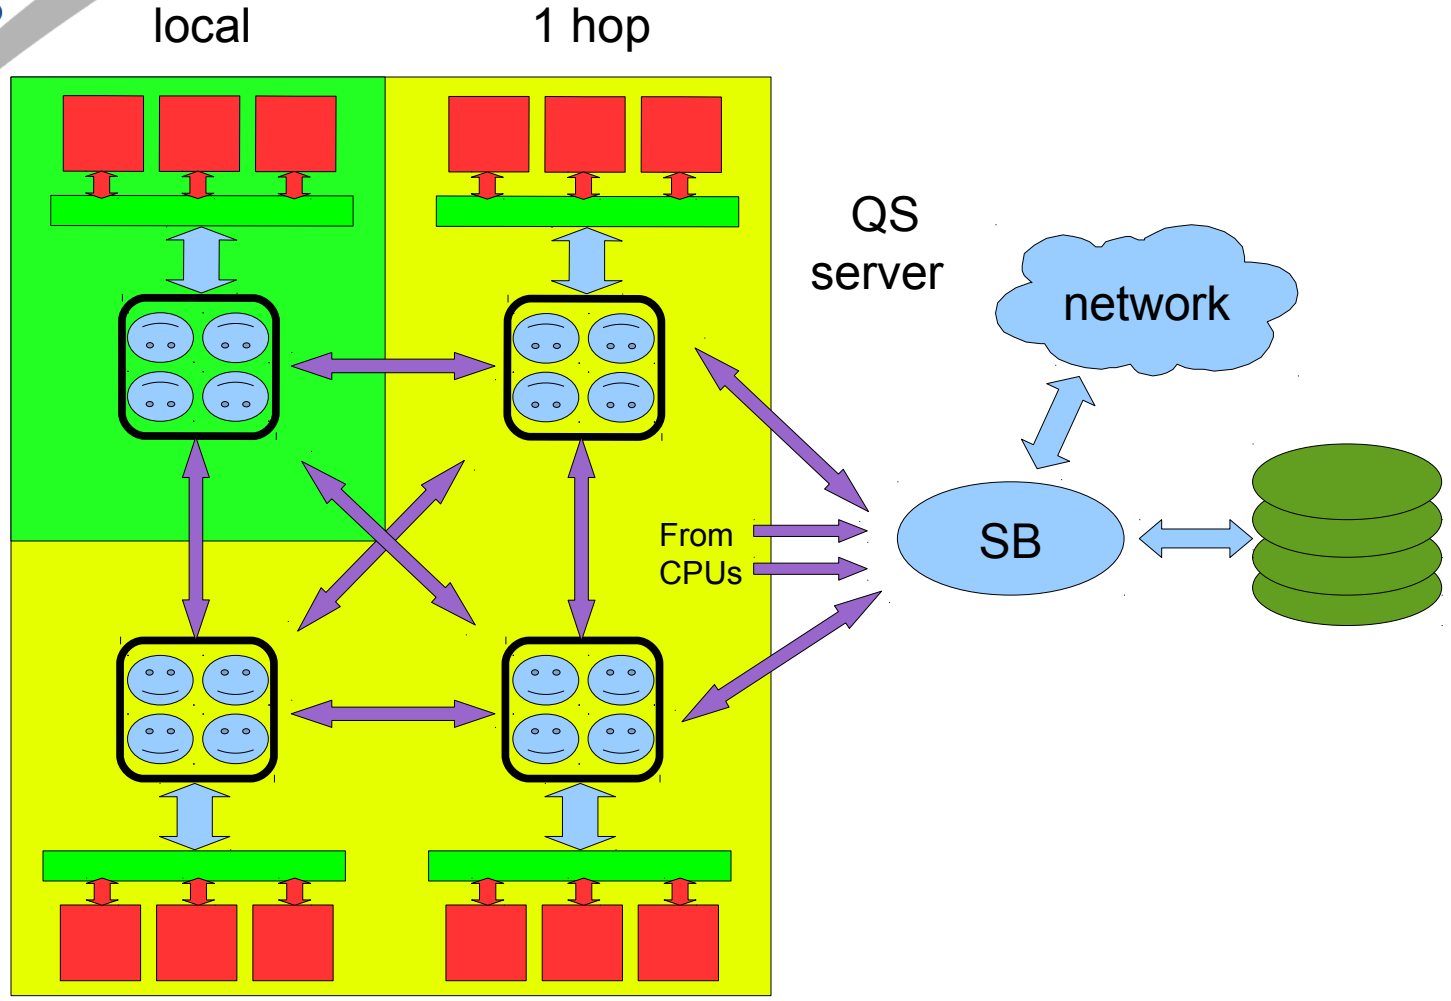 local
1 hop
QS
server
network
From
CPUs
SB